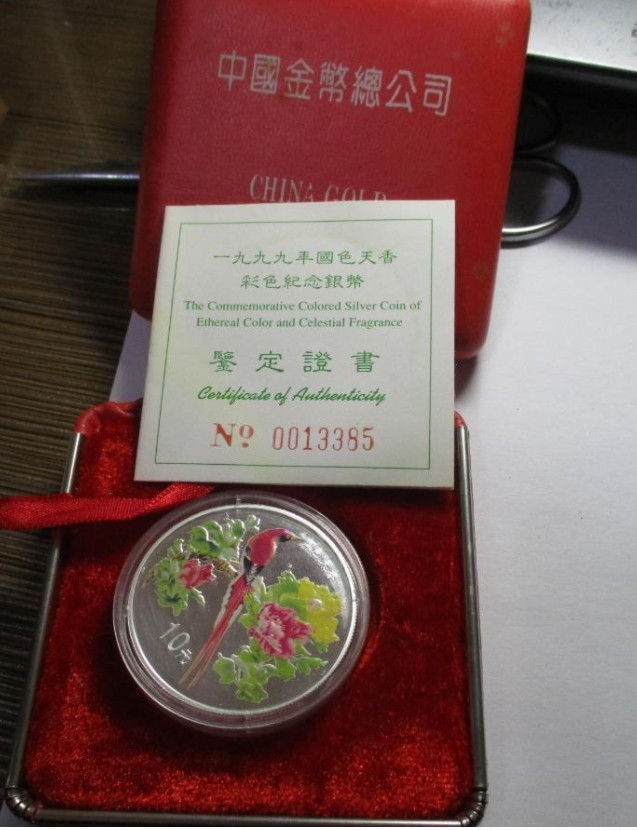 中國金幣總公司
CHINA GOLD
一九九九年國色天香
彩色紀念銀幣
The Commemorative Colored Silver Coin of
Ethereal Color and Celestial Fragrance
鑒定證書
Certificate of Authenticity
Nº 0013385
10元